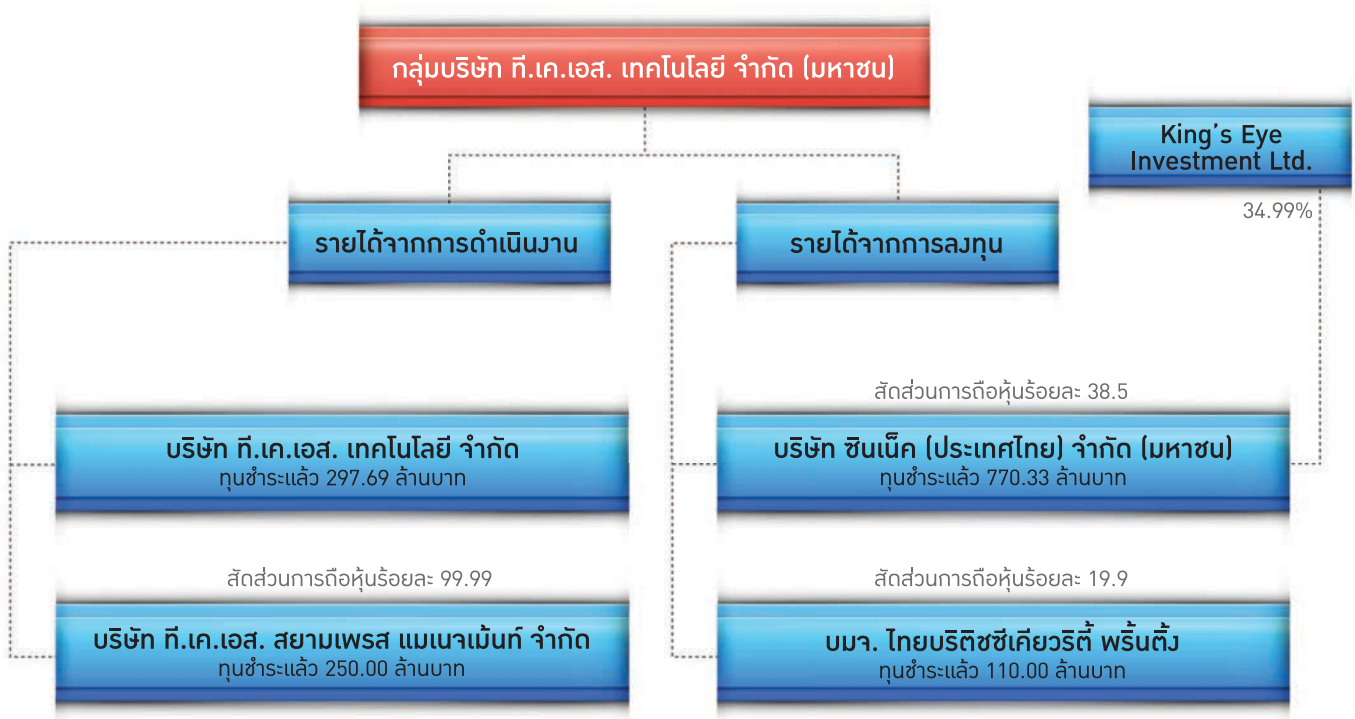 กลุ่มบริษัท ที.เค.เอส. เทคโนโลยี จำกัด (มหาชน)
King's Eye
Investment Ltd.
34.99%
รายได้จากการดำเนินงาน
รายได้จากการลงทุน
บริษัท ที.เค.เอส. เทคโนโลยี จำกัด
ทุนชำระแล้ว 297.69 ล้านบาท
สัดส่วนการถือหุ้นร้อยละ 99.99
บริษัท ที.เค.เอส. สยามเพรส แมเนจเม้นท์ จำกัด
ทุนชำระแล้ว 250.00 ล้านบาท
สัดส่วนการถือหุ้นร้อยละ 38.5
บริษัท ซินเน็ค (ประเทศไทย) จำกัด (มหาชน)
ทุนชำระแล้ว 770.33 ล้านบาท
สัดส่วนการถือหุ้นร้อยละ 19.9
บมจ. ไทยบริติชซีเคียวริตี้ พริ้นติ้ง
ทุนชำระแล้ว 110.00 ล้านบาท